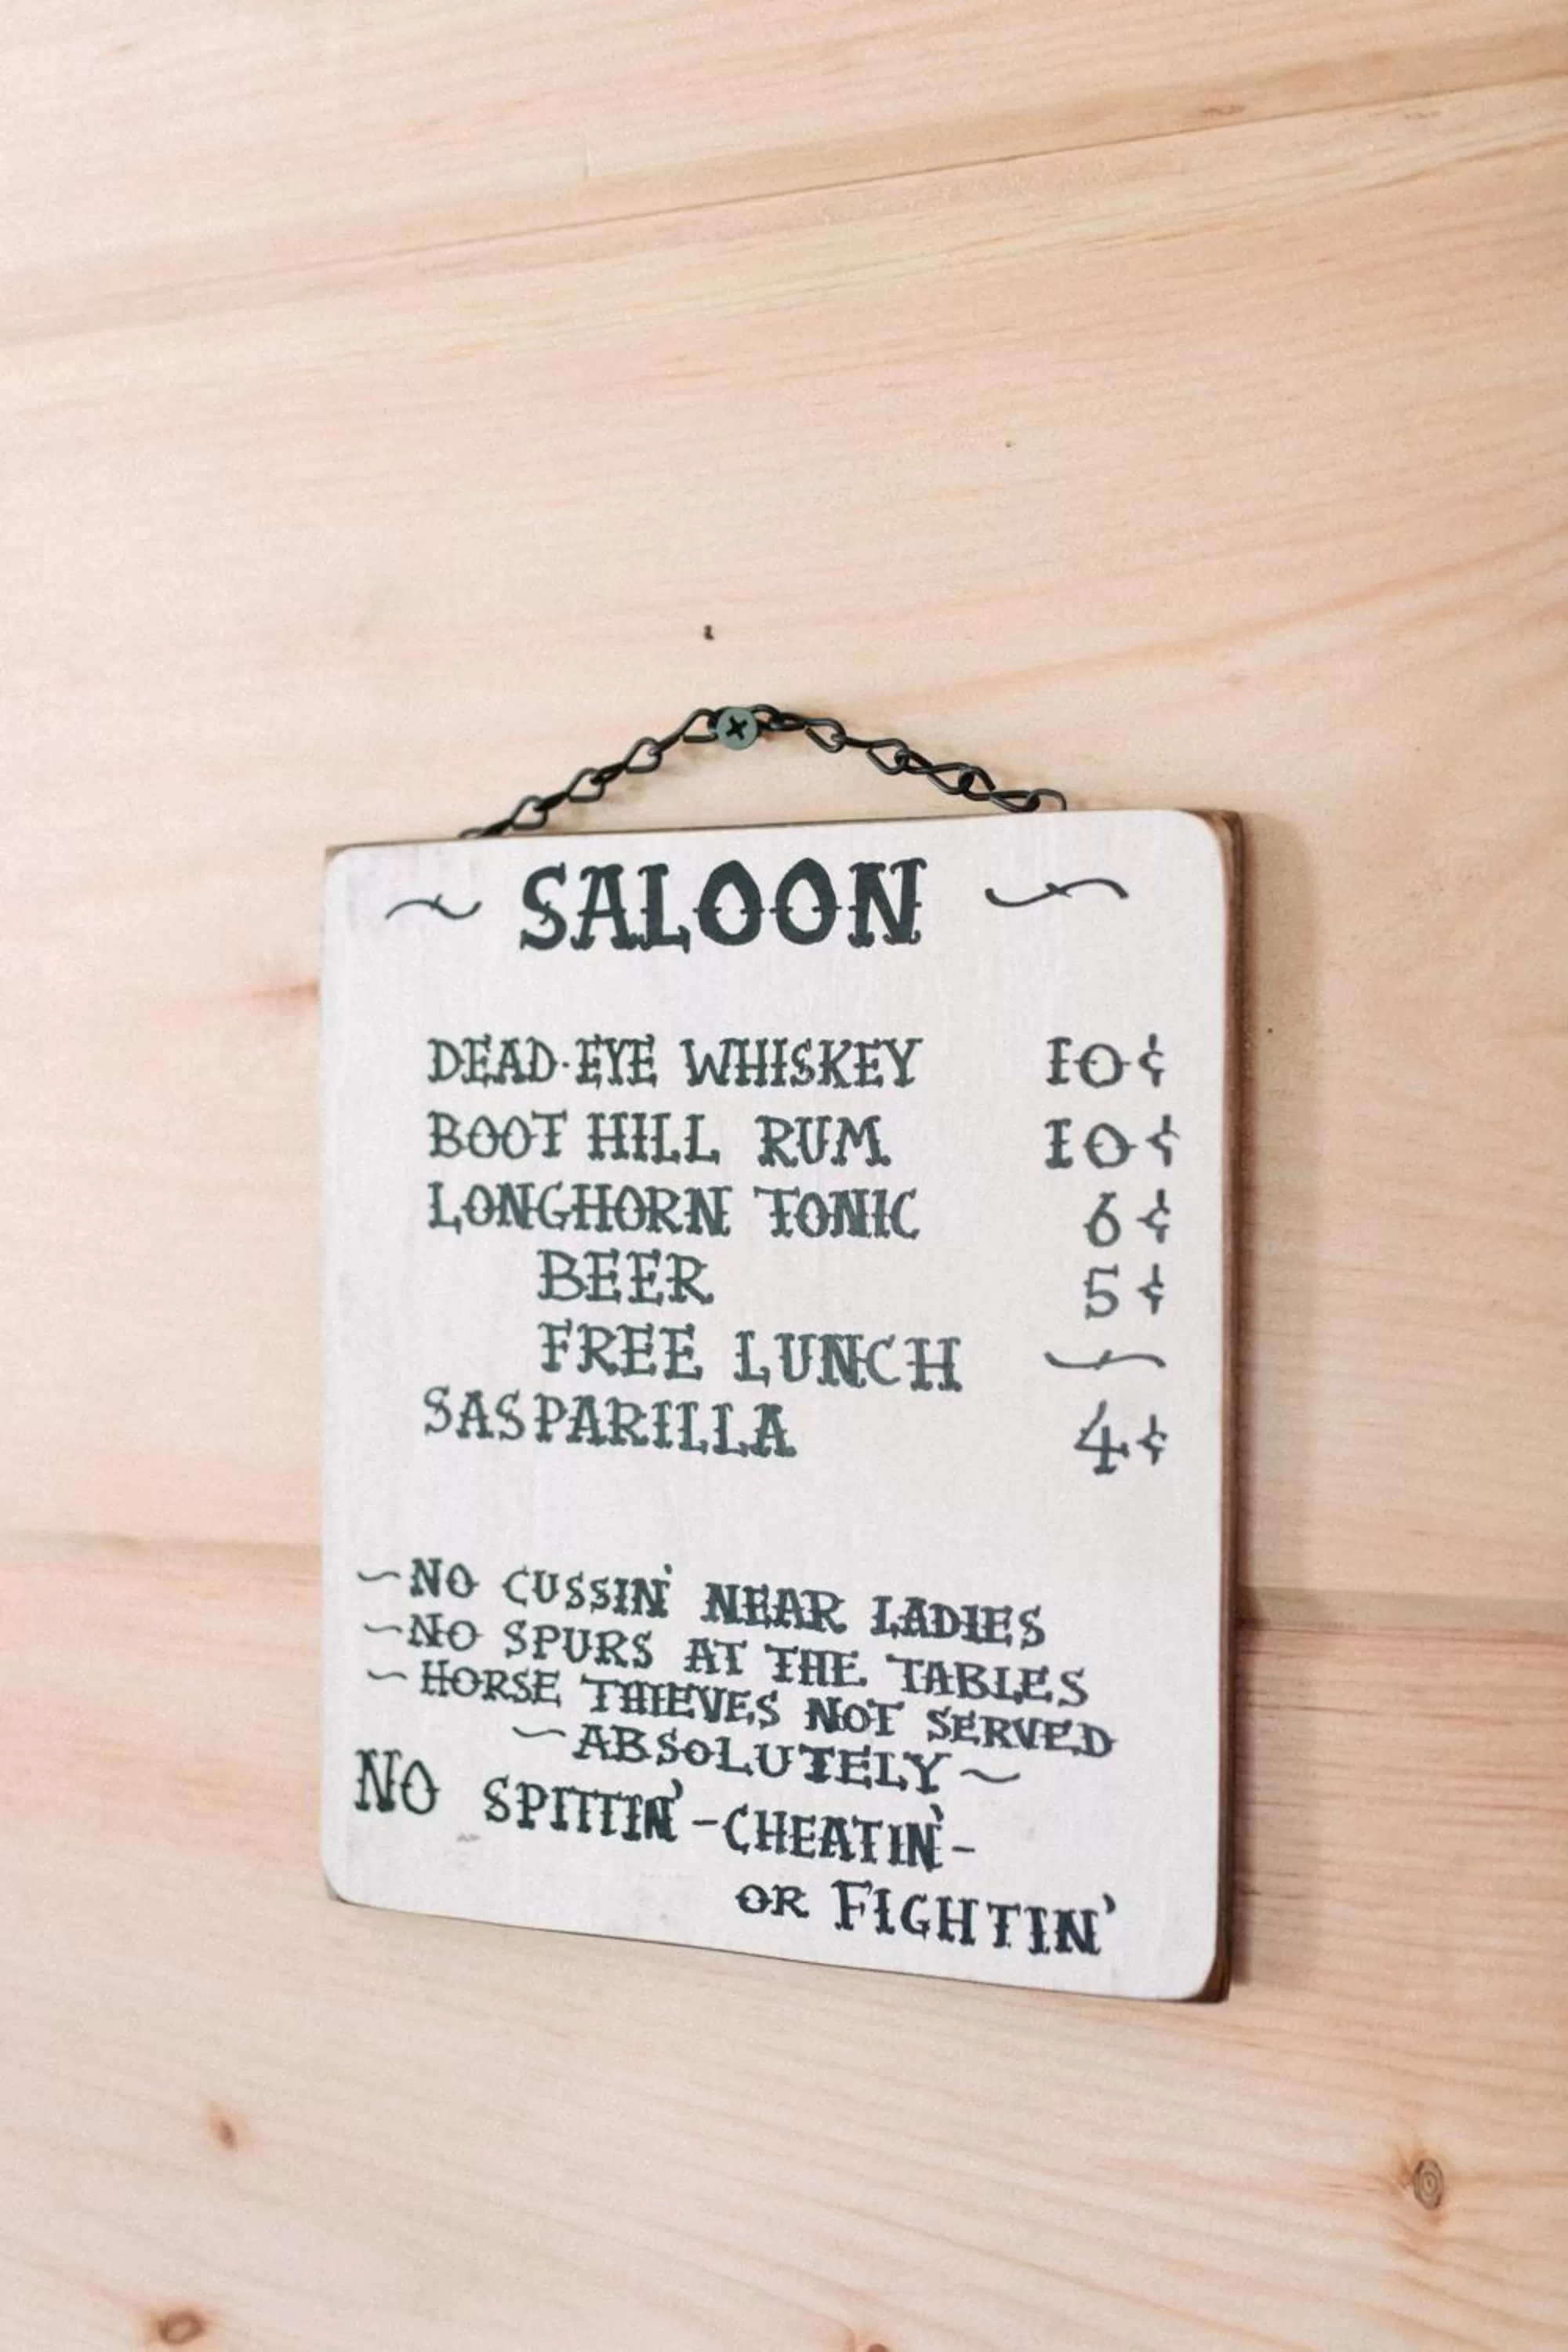 ~ SALOON ~
DEAD-EYE WHISKEY 10¢
BOOT HILL RUM 10¢
LONGHORN TONIC 6¢
BEER 5¢
FREE LUNCH ~
SASPARILLA 4¢
~NO CUSSIN' NEAR LADIES
~NO SPURS AT THE TABLES
~HORSE THIEVES NOT SERVED
~ABSOLUTELY~
NO SPITTIN'-CHEATIN'-
OR FIGHTIN'